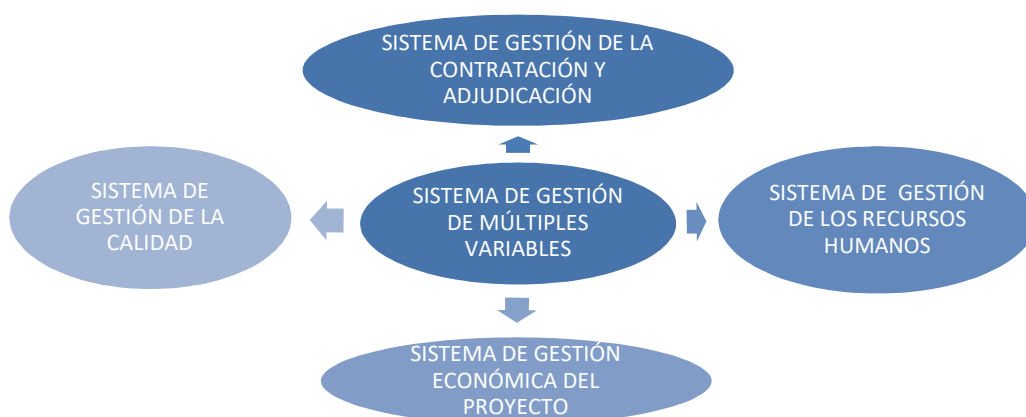 SISTEMA DE GESTIÓN DE LA
CONTRATACIÓN Y
ADJUDICACIÓN
SISTEMA DE
GESTIÓN DE LA
CALIDAD
SISTEMA DE GESTIÓN
DE MÚLTIPLES
VARIABLES
SISTEMA DE GESTIÓN
DE LOS RECURSOS
HUMANOS
SISTEMA DE GESTIÓN
ECONÓMICA DEL
PROYECTO